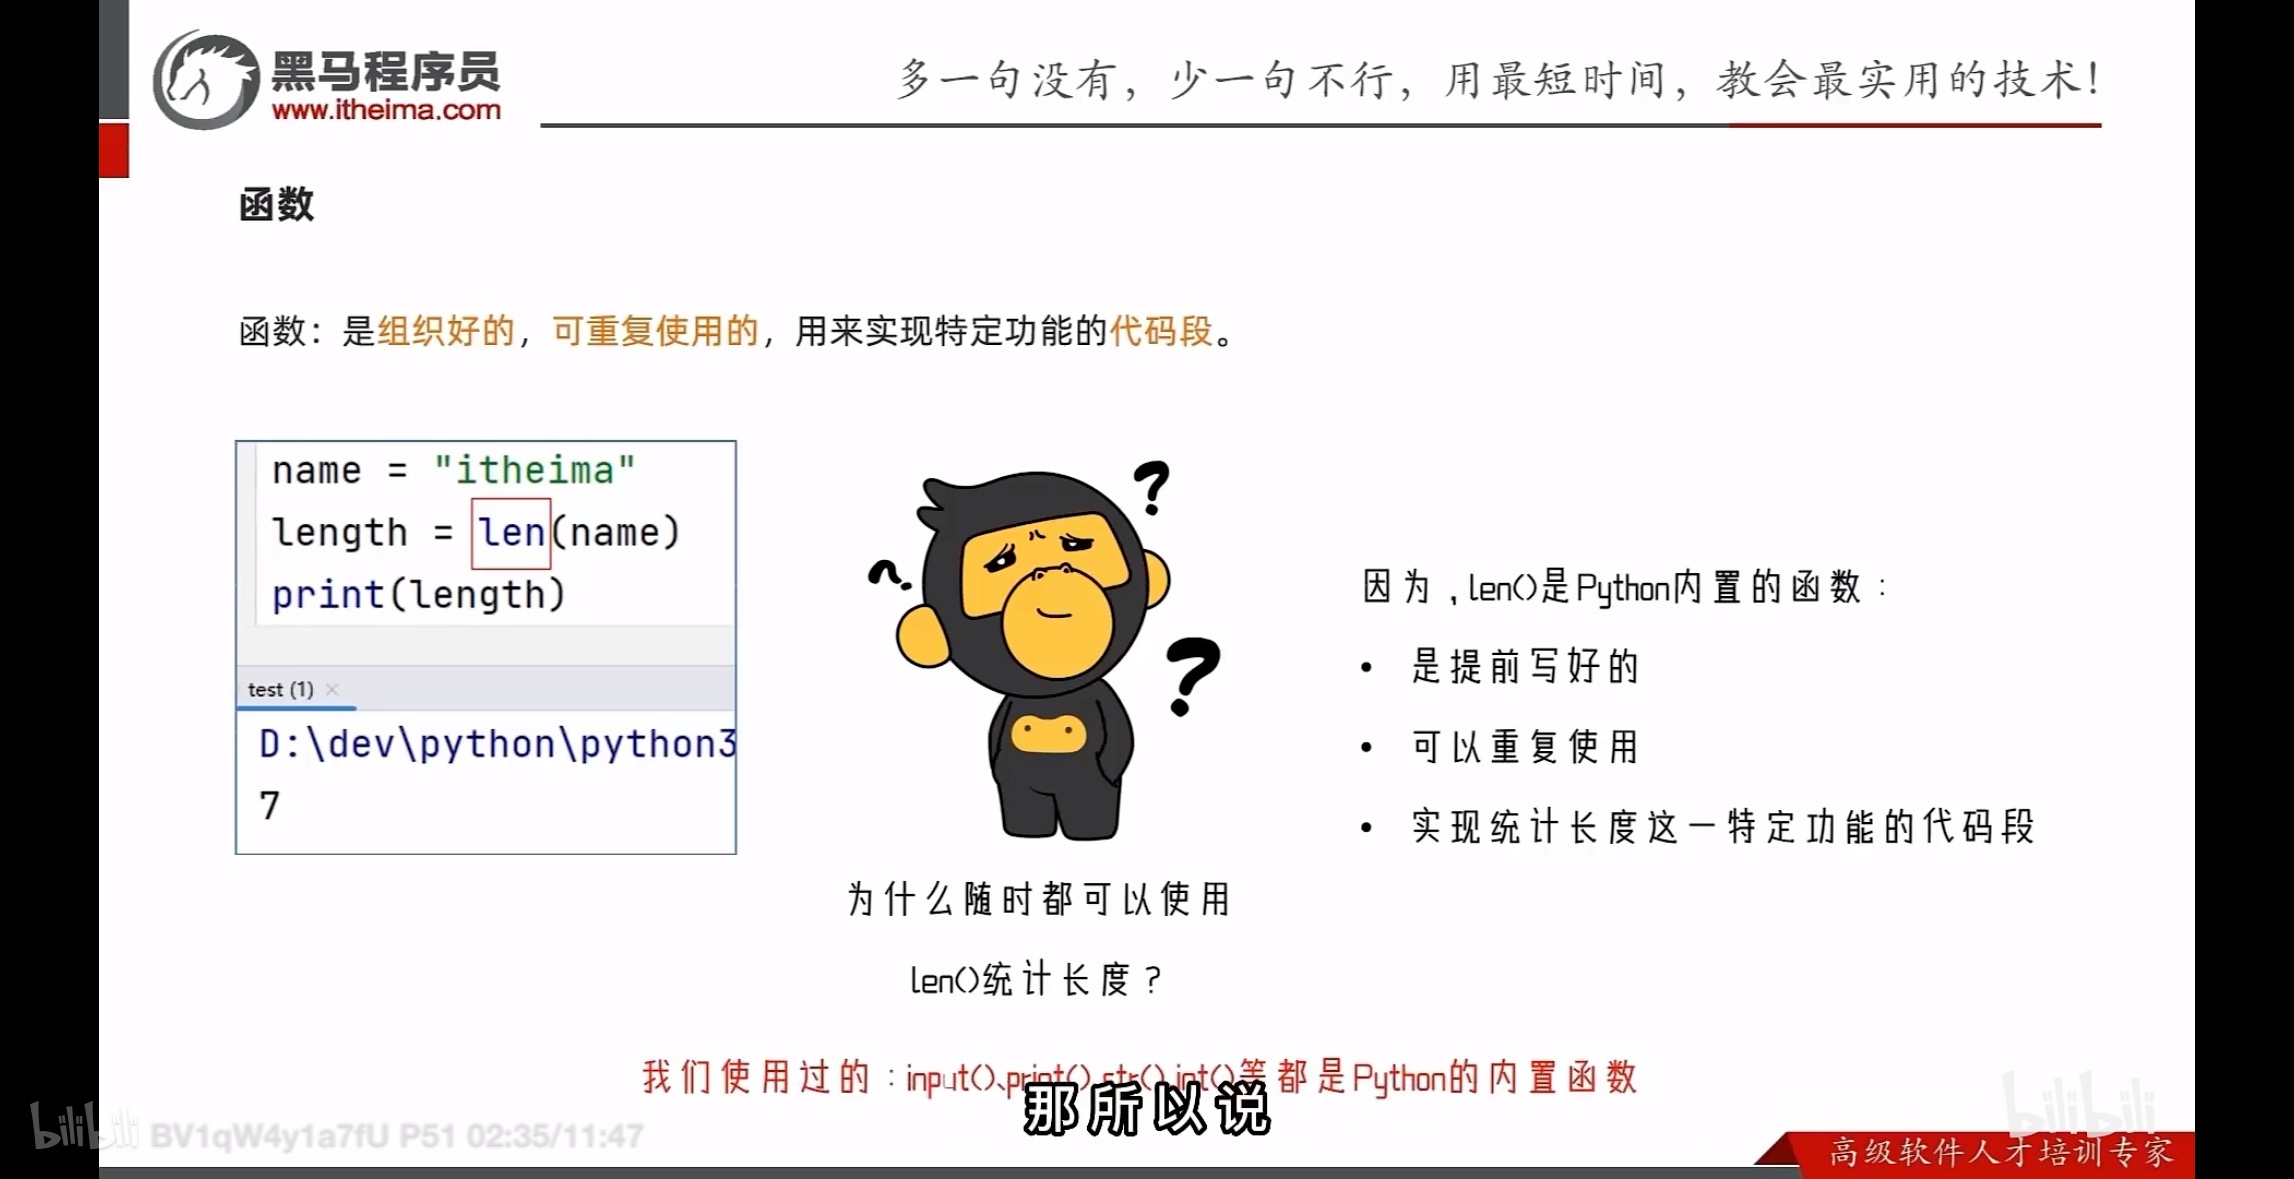 黑马程序员
www.itheima.com
多一句没有，少一句不行，用最短时间，教会最实用的技术！
函数
函数：是组织好的，可重复使用的，用来实现特定功能的代码段。
name = "itheima"
length = len(name)
print(length)
test (1)
D:\dev\python\python3
7
为什么随时都可以使用
len()统计长度？
因为，len()是Python内置的函数：
• 是提前写好的
• 可以重复使用
• 实现统计长度这一特定功能的代码段
我们使用过的：input()、print()、str()、int()等都是Python的内置函数
那所以说
bilibili BV1qW4y1a7fU P51 02:35/11:47
bilibili
高级软件人才培训专家